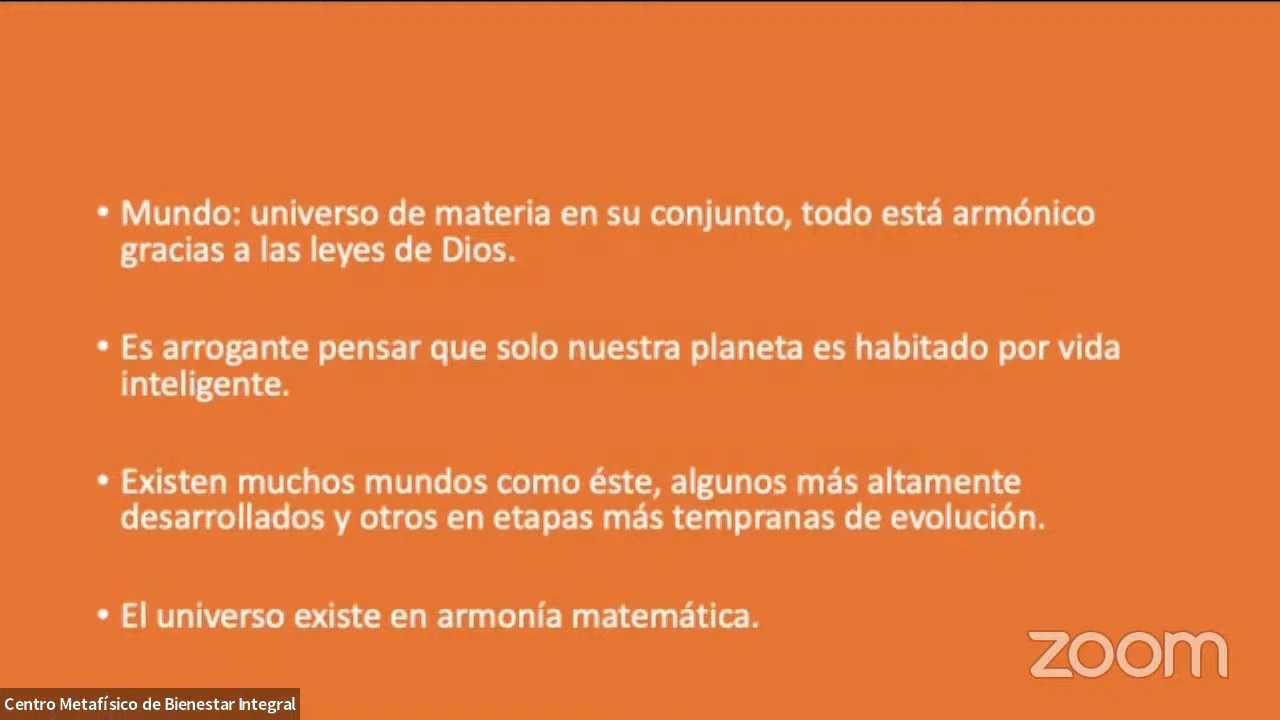 • Mundo: universo de materia en su conjunto, todo está armónico
gracias a las leyes de Dios.
• Es arrogante pensar que solo nuestra planeta es habitado por vida
inteligente.
• Existen muchos mundos como éste, algunos más altamente
desarrollados y otros en etapas más tempranas de evolución.
• El universo existe en armonía matemática.
zoom
Centro Metafísico de Bienestar Integral